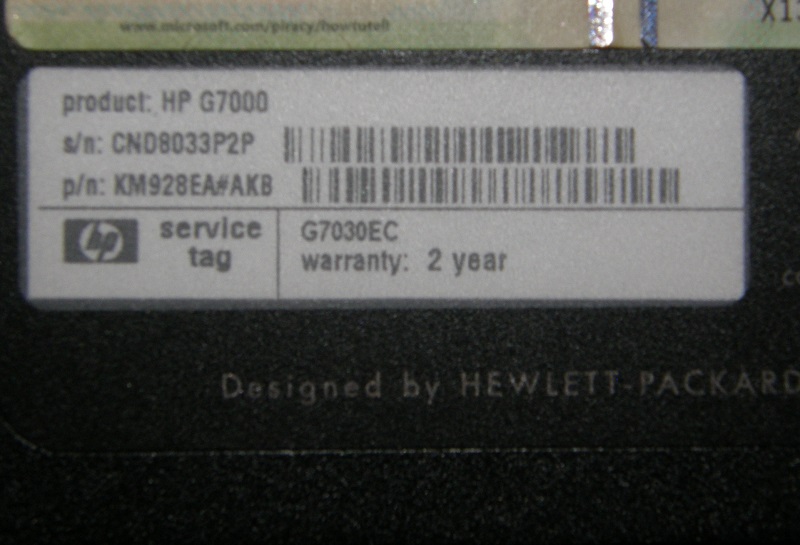 www.microsoft.com/piracy/howtotell
product: HP G7000
s/n: CND8033P2P
p/n: KM928EA#AKB
hp
service tag
G7030EC
warranty: 2 year
Designed by HEWLETT-PACKARD